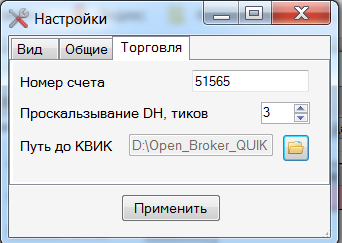 Настройки
Вид Общие Торговля
Номер счета 51565
Проскальзывание DH, тиков 3
Путь до КВИК D:\Open_Broker_QUIK
Применить